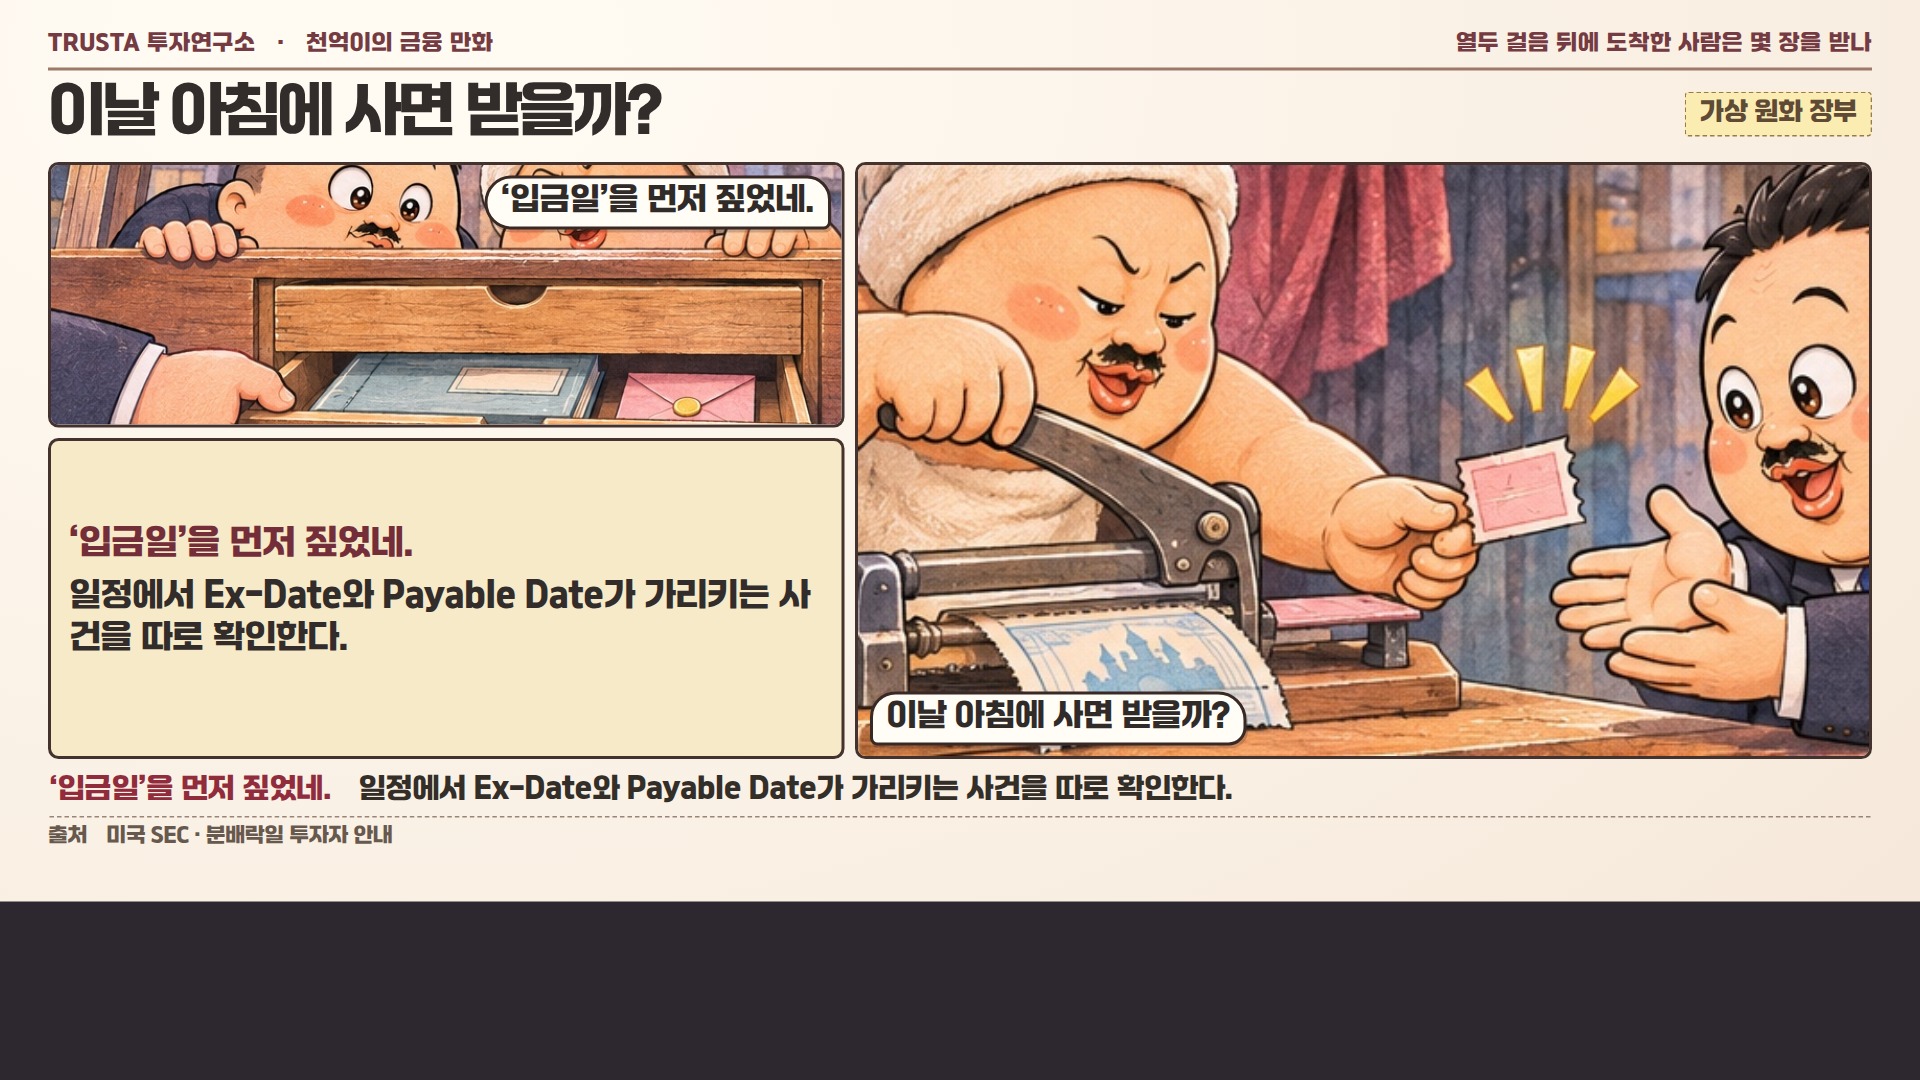 TRUSTA 투자연구소 · 천억이의 금융 만화
열두 걸음 뒤에 도착한 사람은 몇 장을 받나
이날 아침에 사면 받을까?
가상 원화 장부
‘입금일’을 먼저 짚었네.
‘입금일’을 먼저 짚었네.
일정에서 Ex-Date와 Payable Date가 가리키는 사
건을 따로 확인한다.
이날 아침에 사면 받을까?
‘입금일’을 먼저 짚었네. 일정에서 Ex-Date와 Payable Date가 가리키는 사건을 따로 확인한다.
출처 미국 SEC · 분배락일 투자자 안내